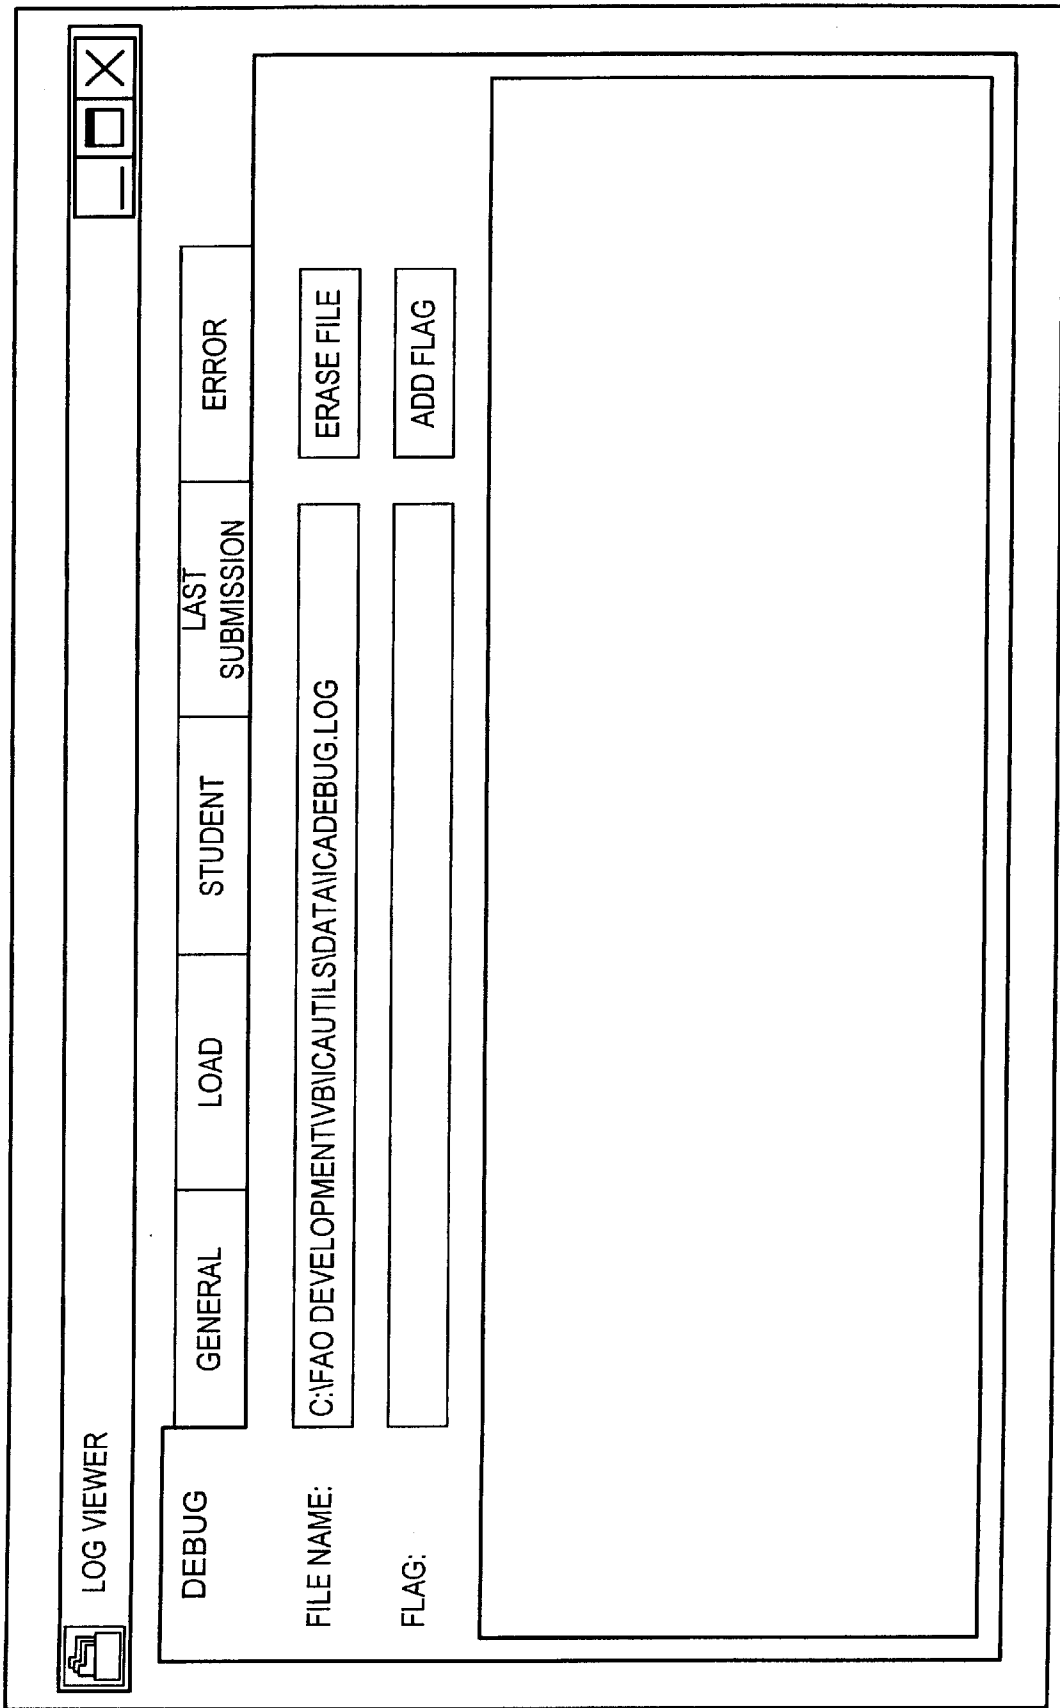 LOG VIEWER
DEBUG
GENERAL
LOAD
STUDENT
LAST
SUBMISSION
ERROR
FILE NAME:
C:\FAO DEVELOPMENT\VB\ICAUTILS\DATA\ICADEBUG.LOG
ERASE FILE
FLAG:
ADD FLAG